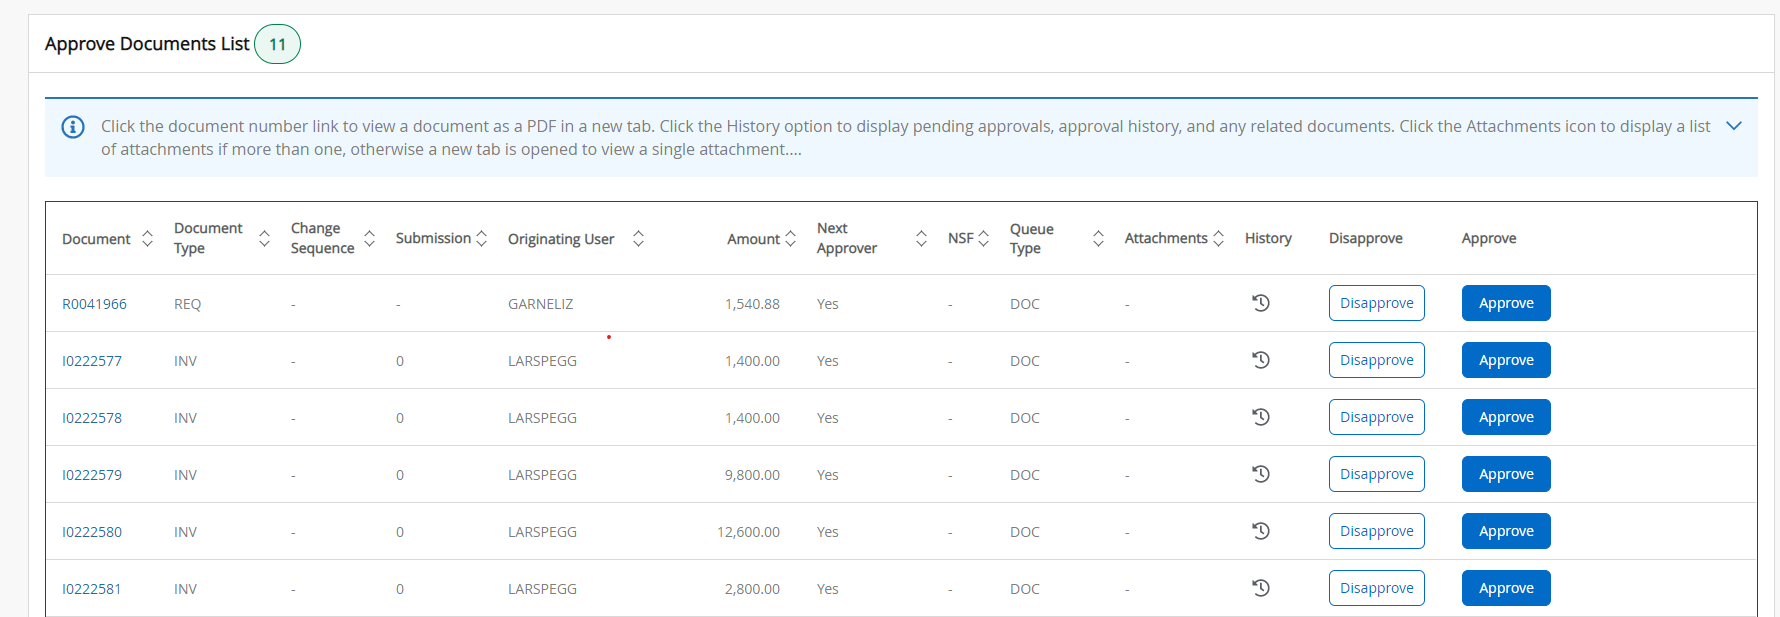 Approve Documents List 11
Click the document number link to view a document as a PDF in a new tab. Click the History option to display pending approvals, approval history, and any related documents. Click the Attachments icon to display a list
of attachments if more than one, otherwise a new tab is opened to view a single attachment....
Document Document Type Change Sequence Submission Originating User Amount Next Approver NSF Queue Type Attachments History Disapprove Approve
R0041966 REQ - - GARNELIZ 1,540.88 Yes - DOC - Disapprove Approve
I0222577 INV - 0 LARSPEGG 1,400.00 Yes - DOC - Disapprove Approve
I0222578 INV - 0 LARSPEGG 1,400.00 Yes - DOC - Disapprove Approve
I0222579 INV - 0 LARSPEGG 9,800.00 Yes - DOC - Disapprove Approve
I0222580 INV - 0 LARSPEGG 12,600.00 Yes - DOC - Disapprove Approve
I0222581 INV - 0 LARSPEGG 2,800.00 Yes - DOC - Disapprove Approve